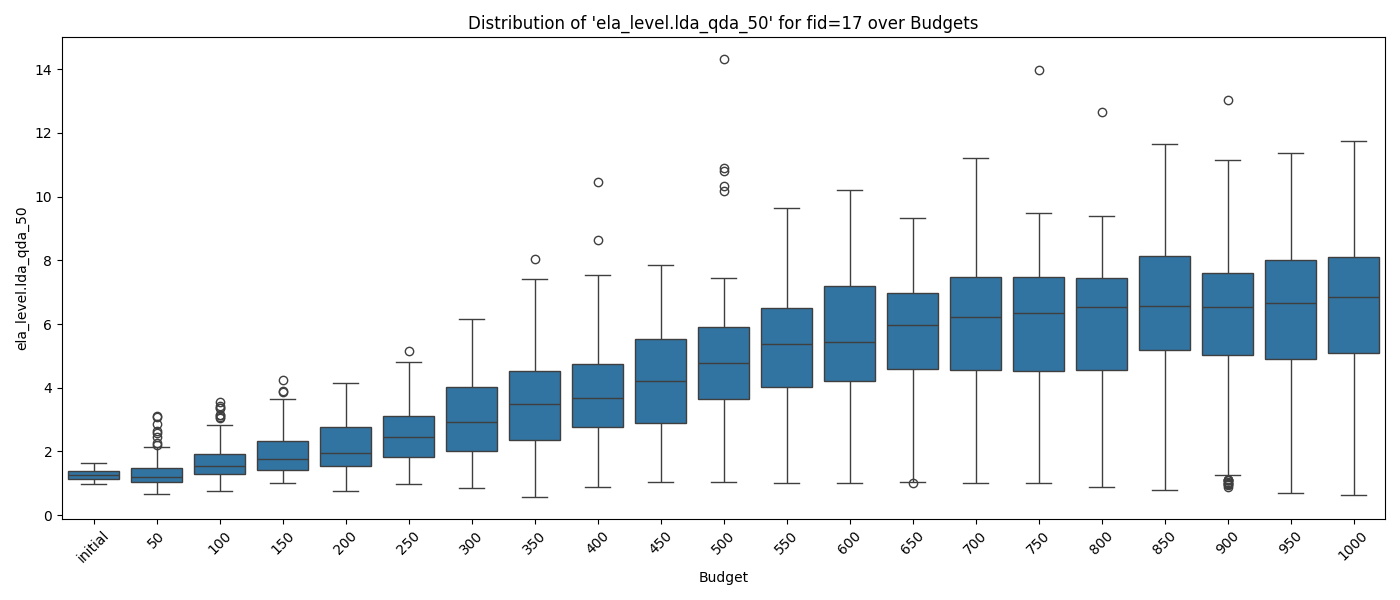 Distribution of 'ela_level.lda_qda_50' for fid=17 over Budgets
ela_level.lda_qda_50
14
12
10
8
6
4
2
0
initial 50 100 150 200 250 300 350 400 450 500 550 600 650 700 750 800 850 900 950 1000
Budget